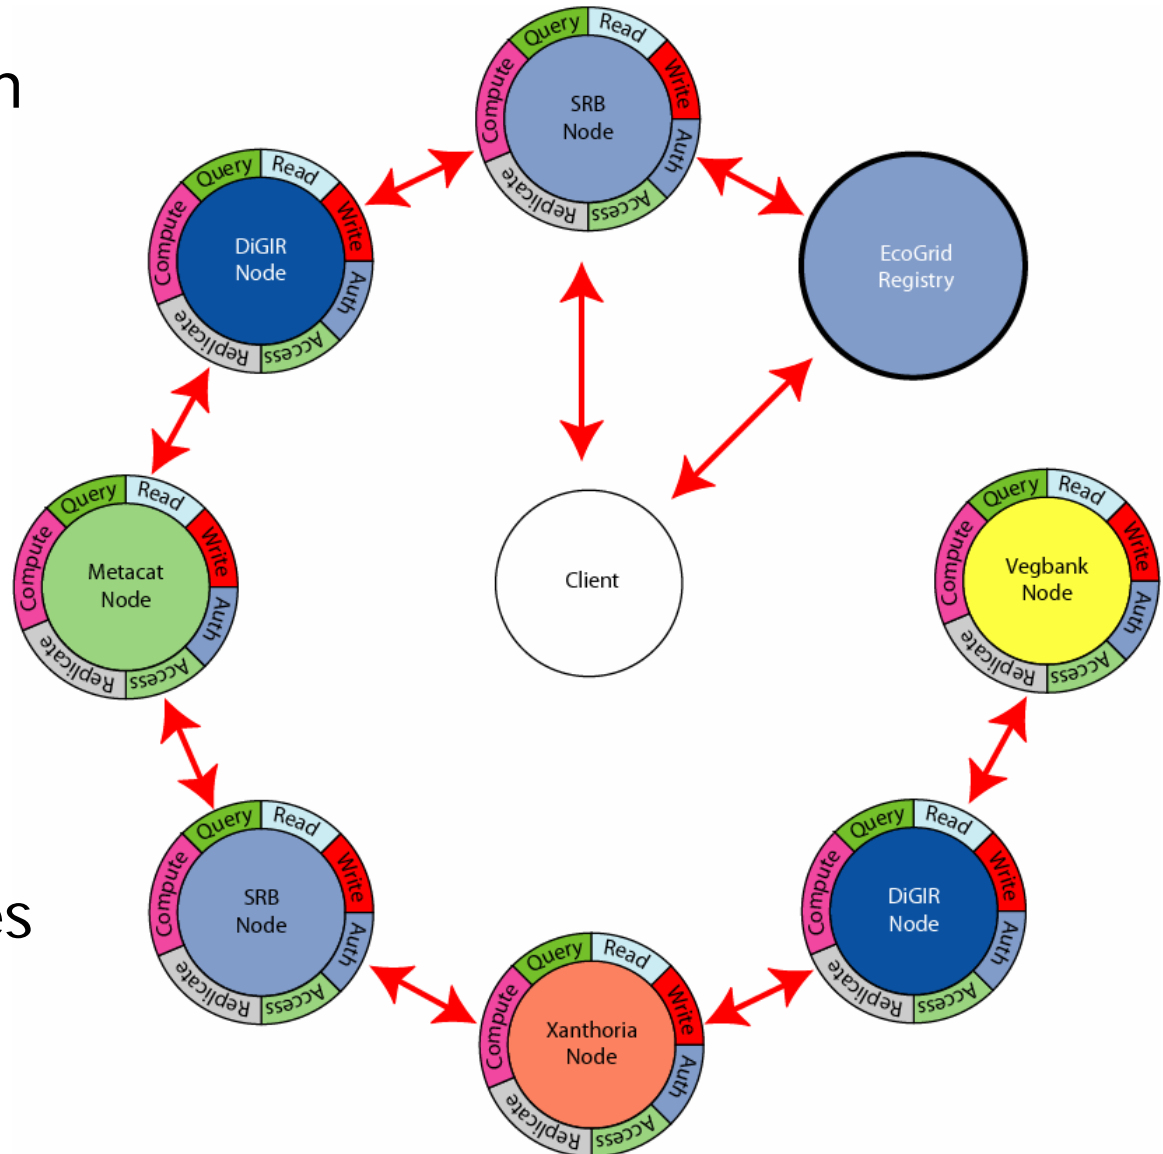 n
Query
Read
Write
Auth
Access
Replicate
Compute
SRB
Node
Query
Read
Write
Auth
Access
Replicate
Compute
DiGIR
Node
EcoGrid
Registry
Query
Read
Write
Auth
Access
Replicate
Compute
Metacat
Node
Client
Query
Read
Write
Auth
Access
Replicate
Compute
Vegbank
Node
es
Query
Read
Write
Auth
Access
Replicate
Compute
SRB
Node
Query
Read
Write
Auth
Access
Replicate
Compute
DiGIR
Node
Query
Read
Write
Auth
Access
Replicate
Compute
Xanthoria
Node